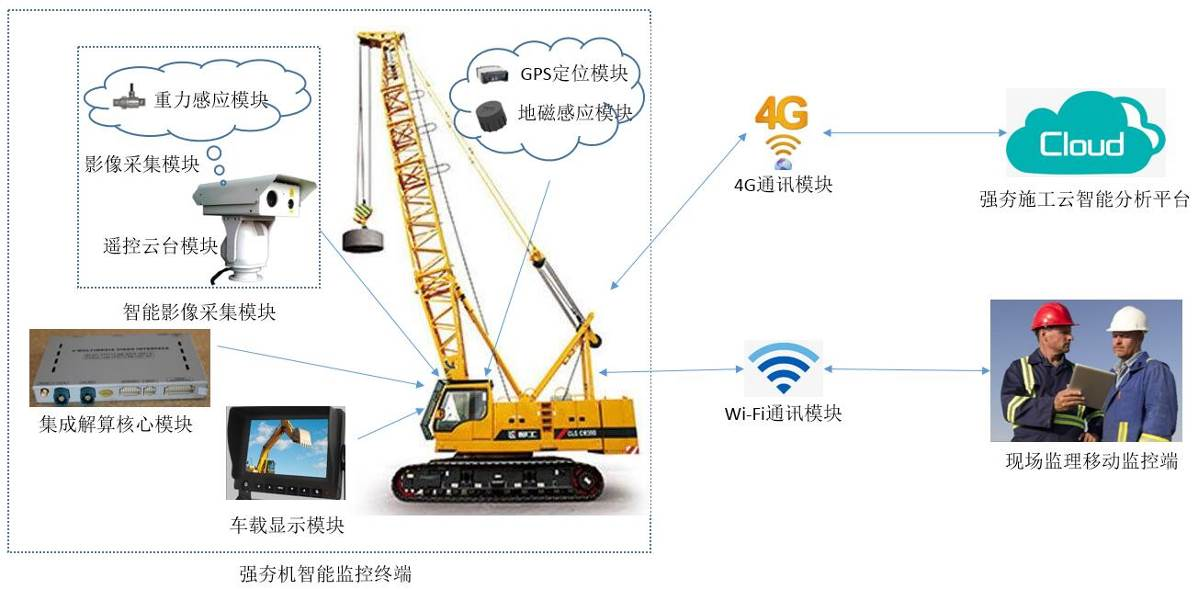 GPS定位模块
地磁感应模块
重力感应模块
影像采集模块
遥控云台模块
智能影像采集模块
集成解算核心模块
车载显示模块
强夯机智能监控终端
4G
4G通讯模块
Cloud
强夯施工云智能分析平台
Wi-Fi通讯模块
现场监理移动监控端